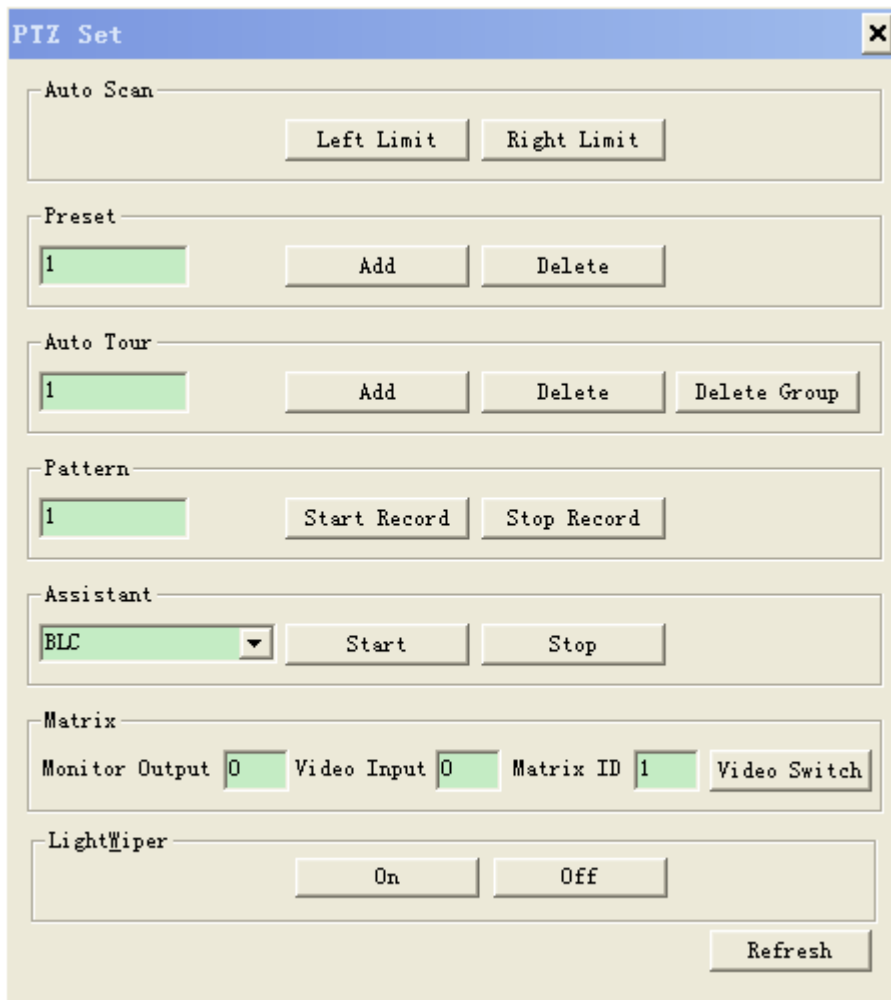 PTZ Set
Auto Scan
Left Limit Right Limit
Preset
1 Add Delete
Auto Tour
1 Add Delete Delete Group
Pattern
1 Start Record Stop Record
Assistant
BLC Start Stop
Matrix
Monitor Output 0 Video Input 0 Matrix ID 1 Video Switch
LightWiper
On Off
Refresh